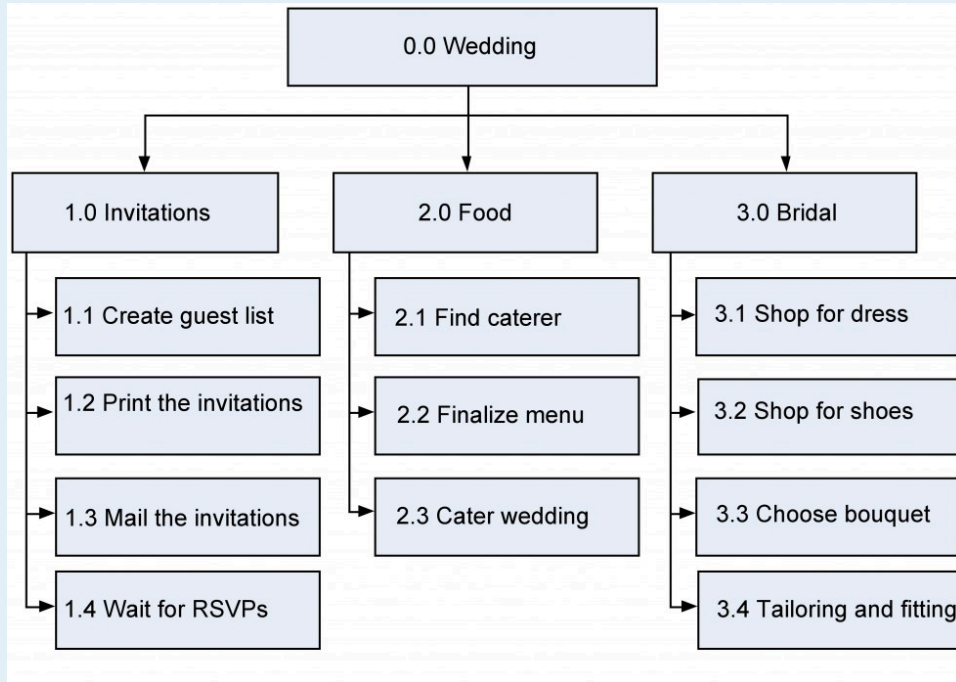 0.0 Wedding
1.0 Invitations
2.0 Food
3.0 Bridal
1.1 Create guest list
2.1 Find caterer
3.1 Shop for dress
1.2 Print the invitations
2.2 Finalize menu
3.2 Shop for shoes
1.3 Mail the invitations
2.3 Cater wedding
3.3 Choose bouquet
1.4 Wait for RSVPs
3.4 Tailoring and fitting